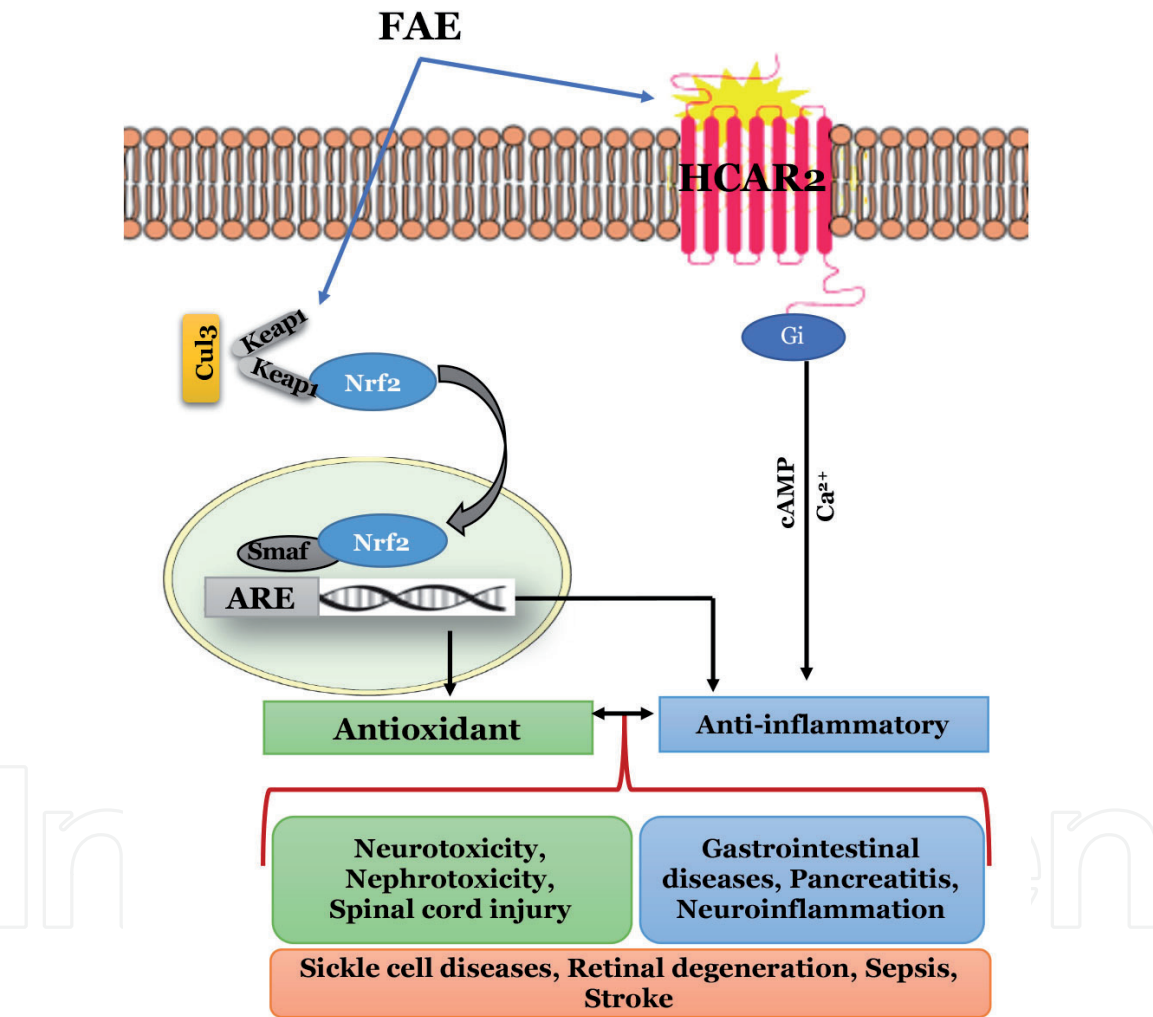 FAE
HCAR2
Cul3
Keap1
Keap1
Nrf2
Gi
cAMP
Ca²⁺
Smaf
Nrf2
ARE
Antioxidant
Anti-inflammatory
Neurotoxicity,
Nephrotoxicity,
Spinal cord injury
Gastrointestinal
diseases, Pancreatitis,
Neuroinflammation
Sickle cell diseases, Retinal degeneration, Sepsis,
Stroke